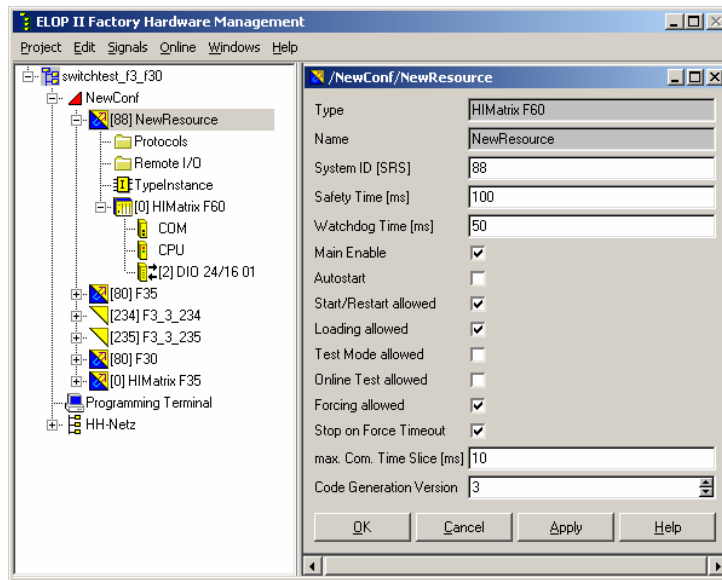 ELOP II Factory Hardware Management
Project Edit Signals Online Windows Help
switchtest_f3_f30
NewConf
[88] NewResource
Protocols
Remote I/O
TypeInstance
[0] HIMatrix F60
COM
CPU
[2] DIO 24/16 01
[80] F35
[234] F3_3_234
[235] F3_3_235
[80] F30
[0] HIMatrix F35
Programming Terminal
HH-Netz
/NewConf/NewResource
Type HIMatrix F60
Name NewResource
System ID [SRS] 88
Safety Time [ms] 100
Watchdog Time [ms] 50
Main Enable
Autostart
Start/Restart allowed
Loading allowed
Test Mode allowed
Online Test allowed
Forcing allowed
Stop on Force Timeout
max. Com. Time Slice [ms] 10
Code Generation Version 3
OK Cancel Apply Help